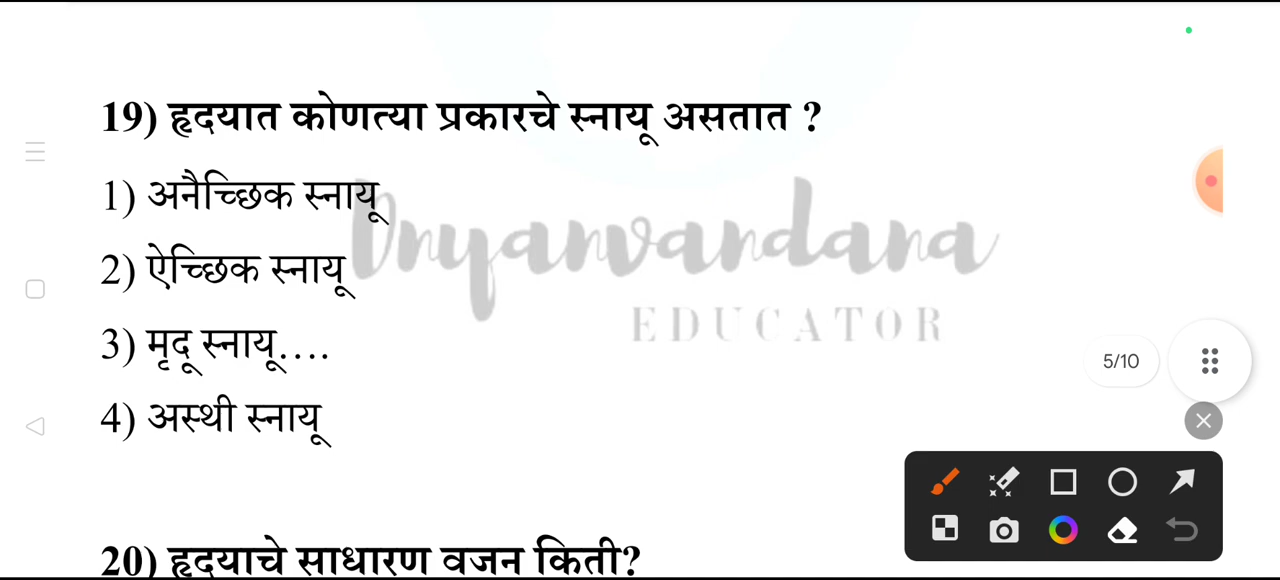 19) हृदयात कोणत्या प्रकारचे स्नायू असतात ?
1) अनैच्छिक स्नायू
2) ऐच्छिक स्नायू
3) मृदू स्नायू....
4) अस्थी स्नायू
Dnyanvandana
EDUCATOR
5/10
20) हृदयाचे साधारण वजन किती?